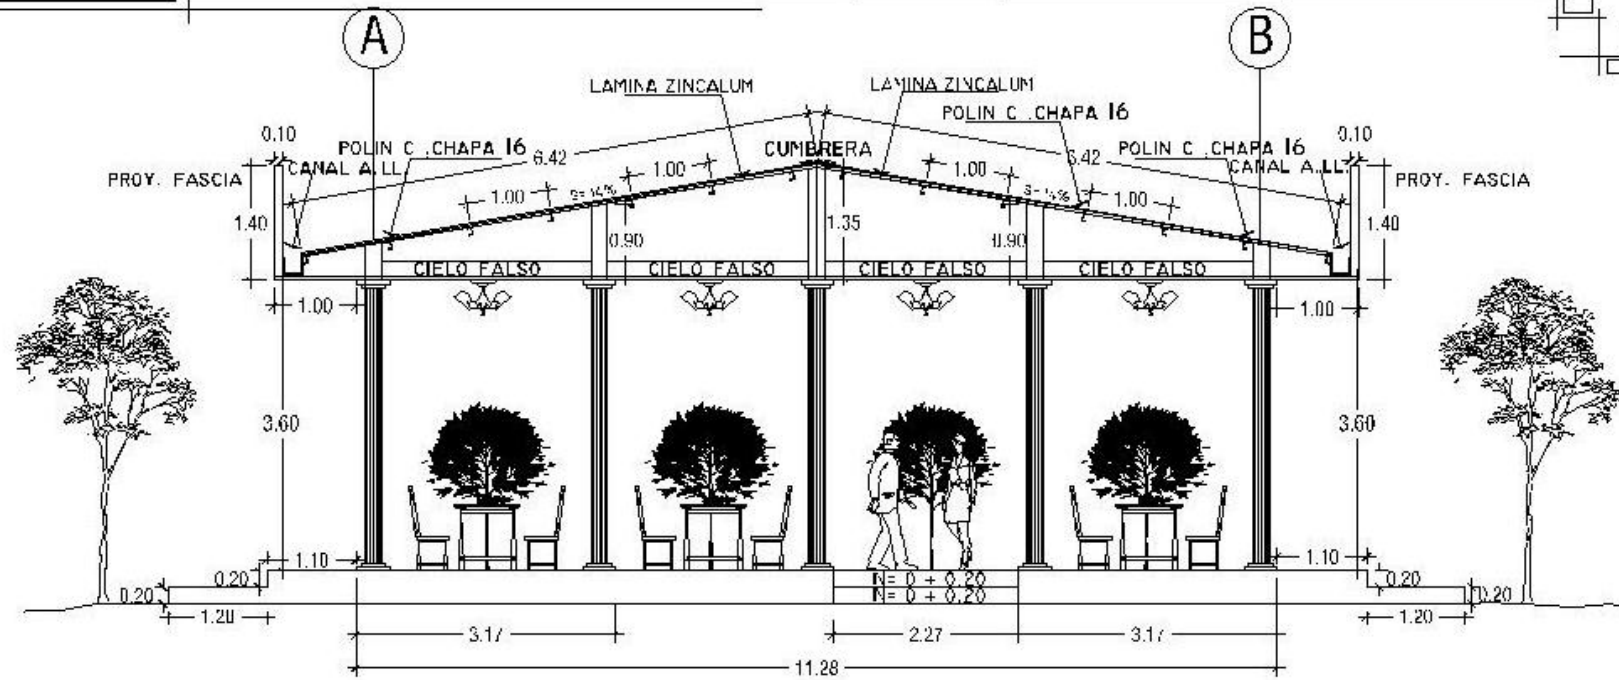 A
B
LAMINA ZINCALUM
LAMINA ZINCALUM
POLIN C .CHAPA 16
0.10
0.10
POLIN C .CHAPA 16
CUMBRERA
POLIN C .CHAPA 16
6.42
1.00
1.00
6.42
CANAL A.LL.
CANAL A.LL.
PROY. FASCIA
PROY. FASCIA
1.00
1.00
1.40
0.90
1.35
0.90
1.40
CIELO FALSO
CIELO FALSO
CIELO FALSO
CIELO FALSO
1.00
1.00
3.60
3.60
1.10
1.10
0.20
N= 0 + 0.20
0.20
0.20
N= 0 + 0.20
0.20
1.20
1.20
3.17
2.27
3.17
11.28